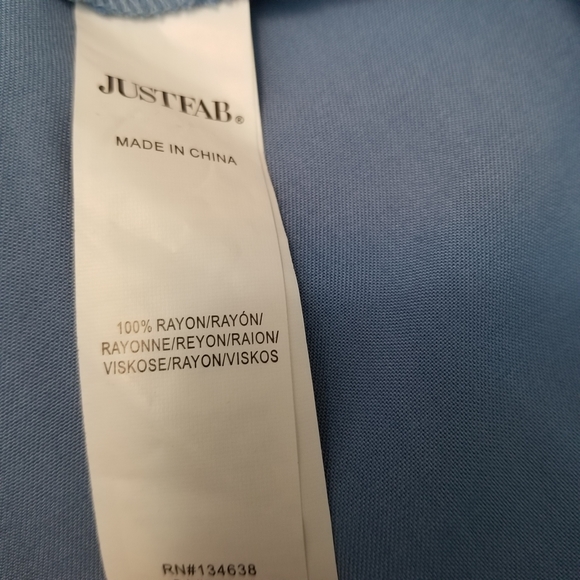 JUSTFAB®
MADE IN CHINA
100% RAYON/RAYÓN/
RAYONNE/REYON/RAION/
VISKOSE/RAYON/VISKOS
RN#134638